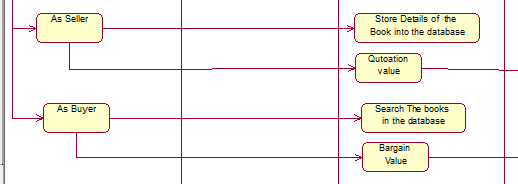 As Seller
Store Details of the
Book into the database
Qutoation
value
As Buyer
Search The books
in the database
Bargain
Value